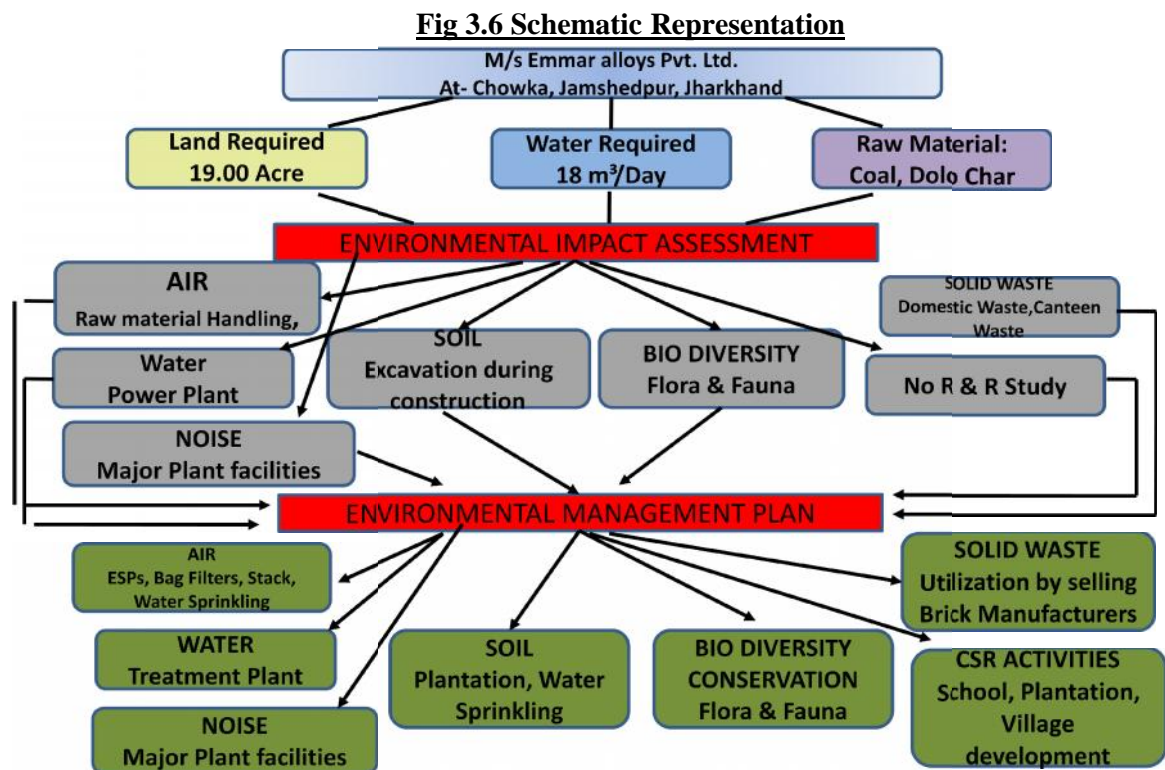 Fig 3.6 Schematic Representation
M/s Emmar alloys Pvt. Ltd.
At- Chowka, Jamshedpur, Jharkhand
Land Required
19.00 Acre
Water Required
18 m³/Day
Raw Material:
Coal, Dolo Char
ENVIRONMENTAL IMPACT ASSESSMENT
AIR
Raw material Handling,
SOLID WASTE
Domestic Waste,Canteen
Waste
Water
Power Plant
SOIL
Excavation during
construction
BIO DIVERSITY
Flora & Fauna
No R & R Study
NOISE
Major Plant facilities
ENVIRONMENTAL MANAGEMENT PLAN
AIR
ESPs, Bag Filters, Stack,
Water Sprinkling
SOLID WASTE
Utilization by selling
Brick Manufacturers
WATER
Treatment Plant
SOIL
Plantation, Water
Sprinkling
BIO DIVERSITY
CONSERVATION
Flora & Fauna
CSR ACTIVITIES
School, Plantation,
Village
development
NOISE
Major Plant facilities